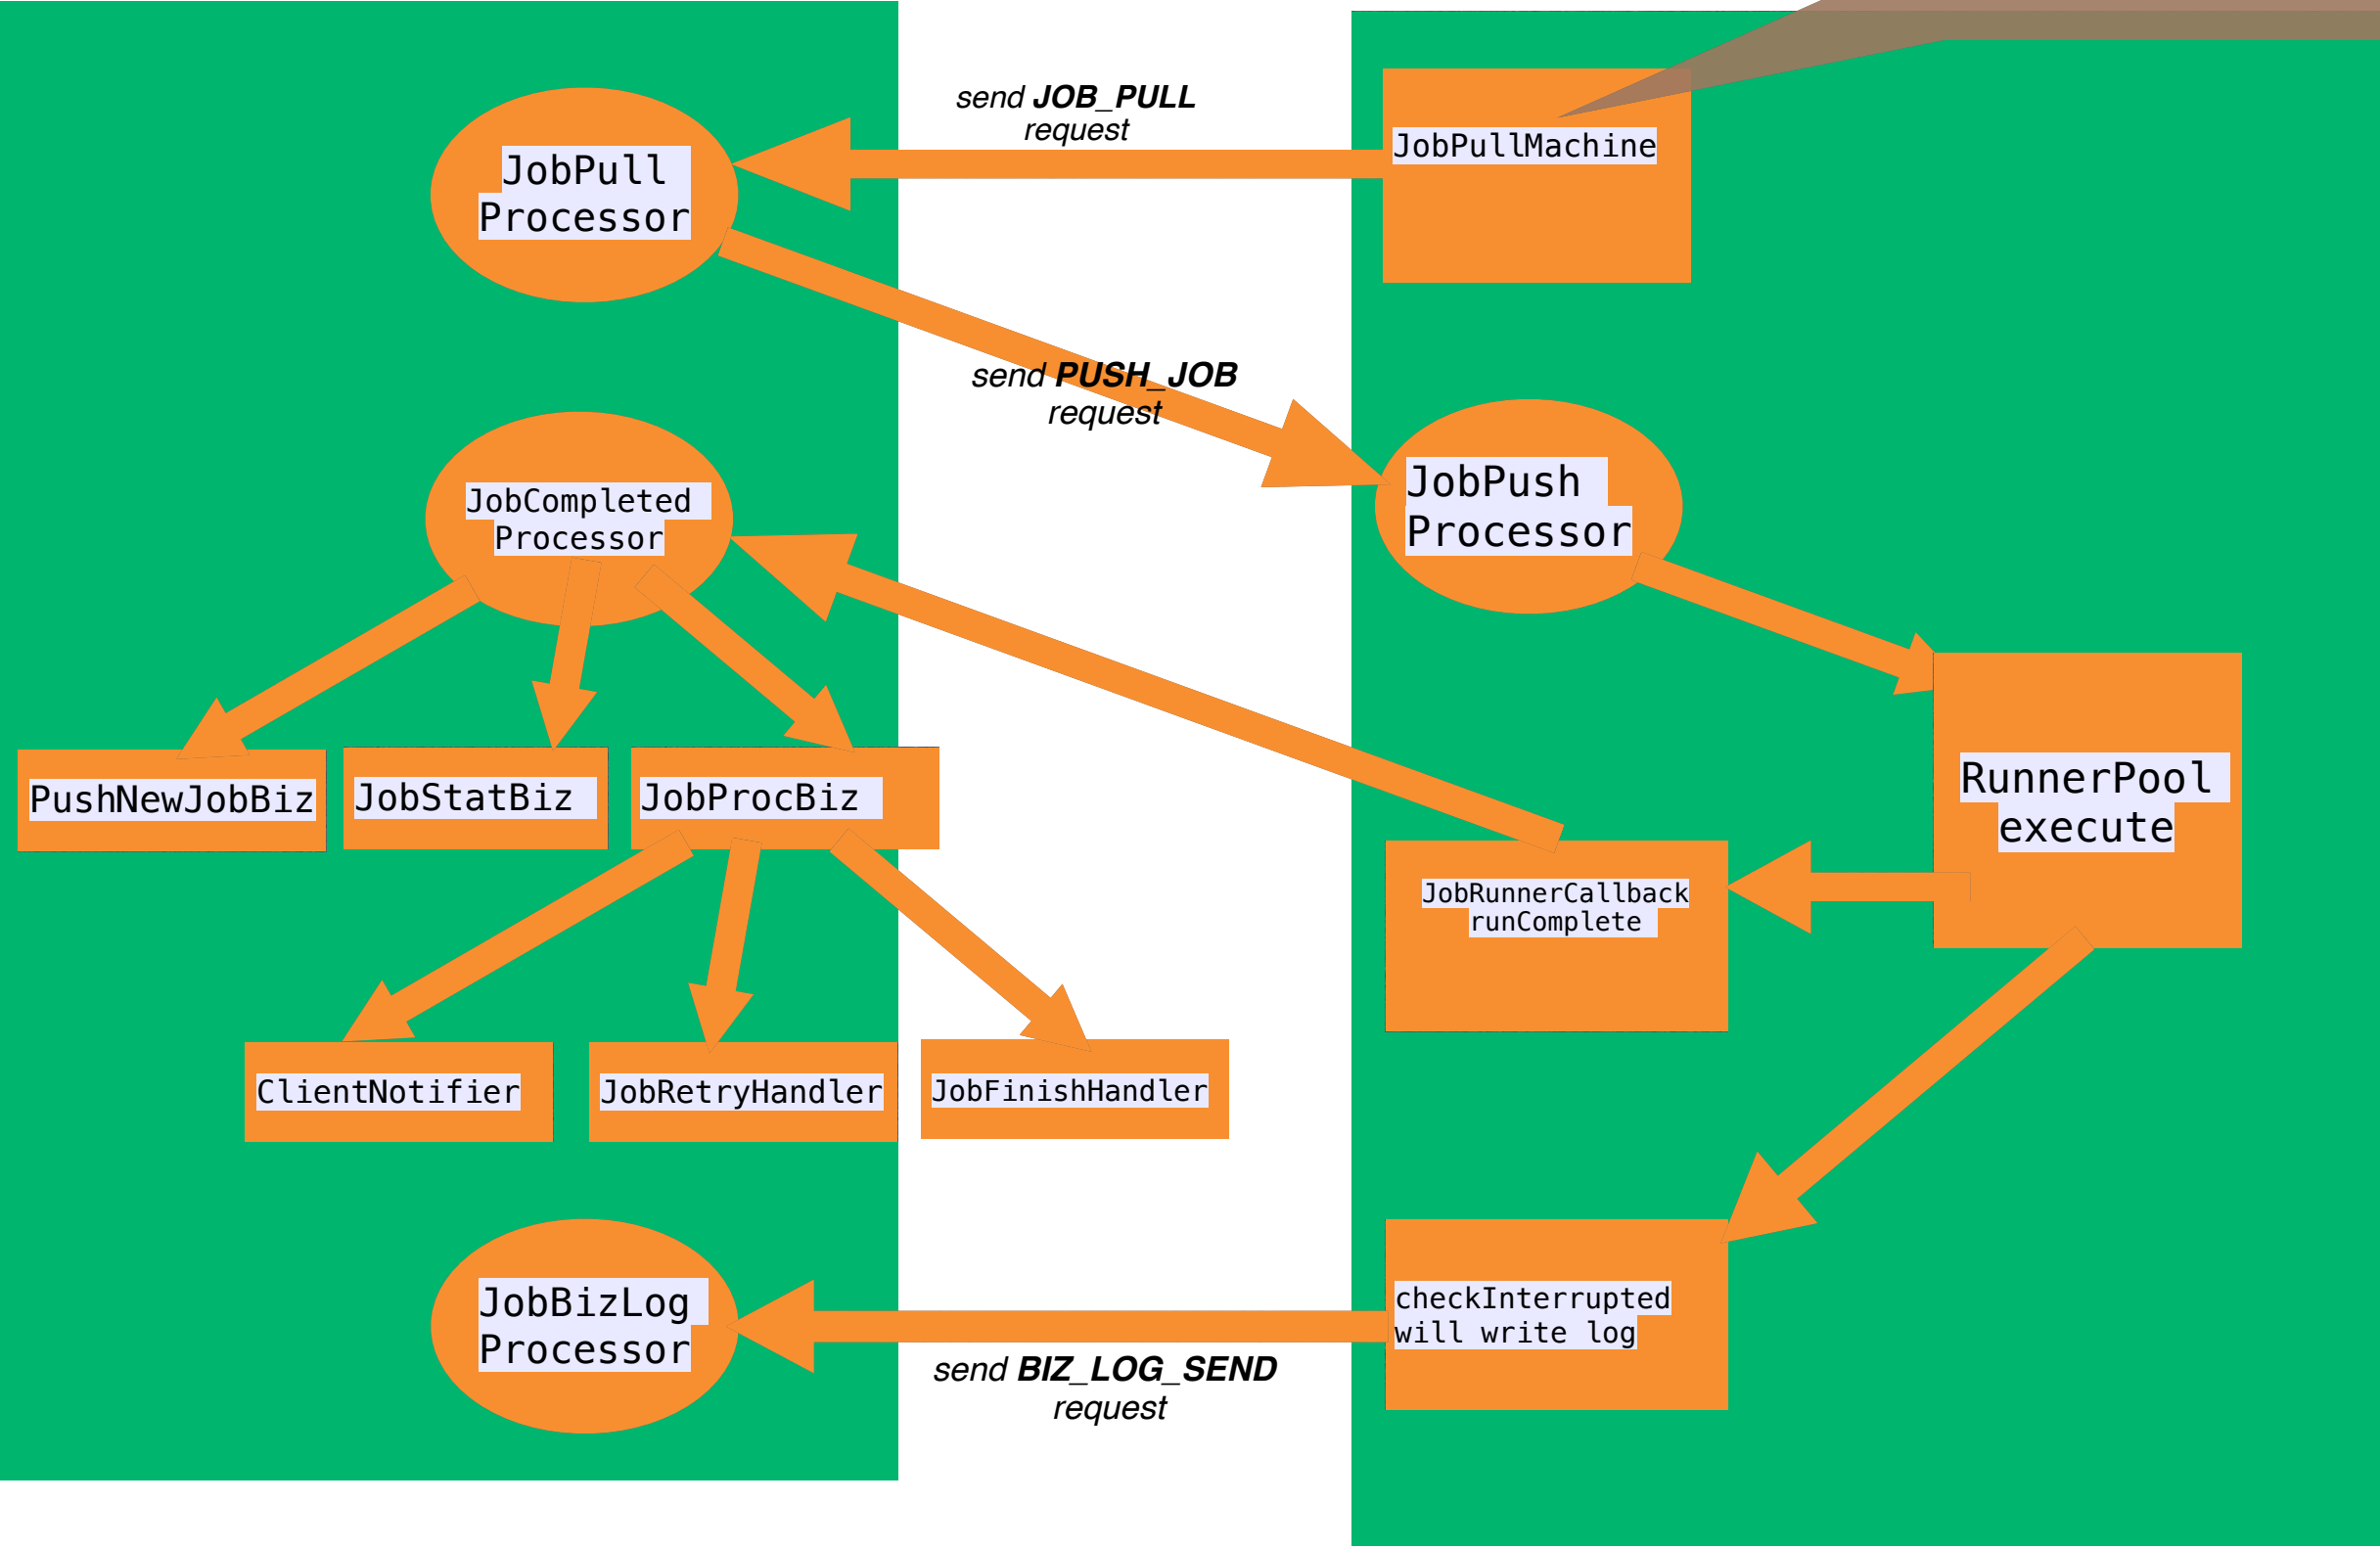 send JOB_PULL
request
JobPullMachine
JobPull
Processor
send PUSH_JOB
request
JobPush
Processor
JobCompleted
Processor
RunnerPool
execute
PushNewJobBiz
JobStatBiz
JobProcBiz
JobRunnerCallback
runComplete
ClientNotifier
JobRetryHandler
JobFinishHandler
JobBizLog
Processor
checkInterrupted
will write log
send BIZ_LOG_SEND
request